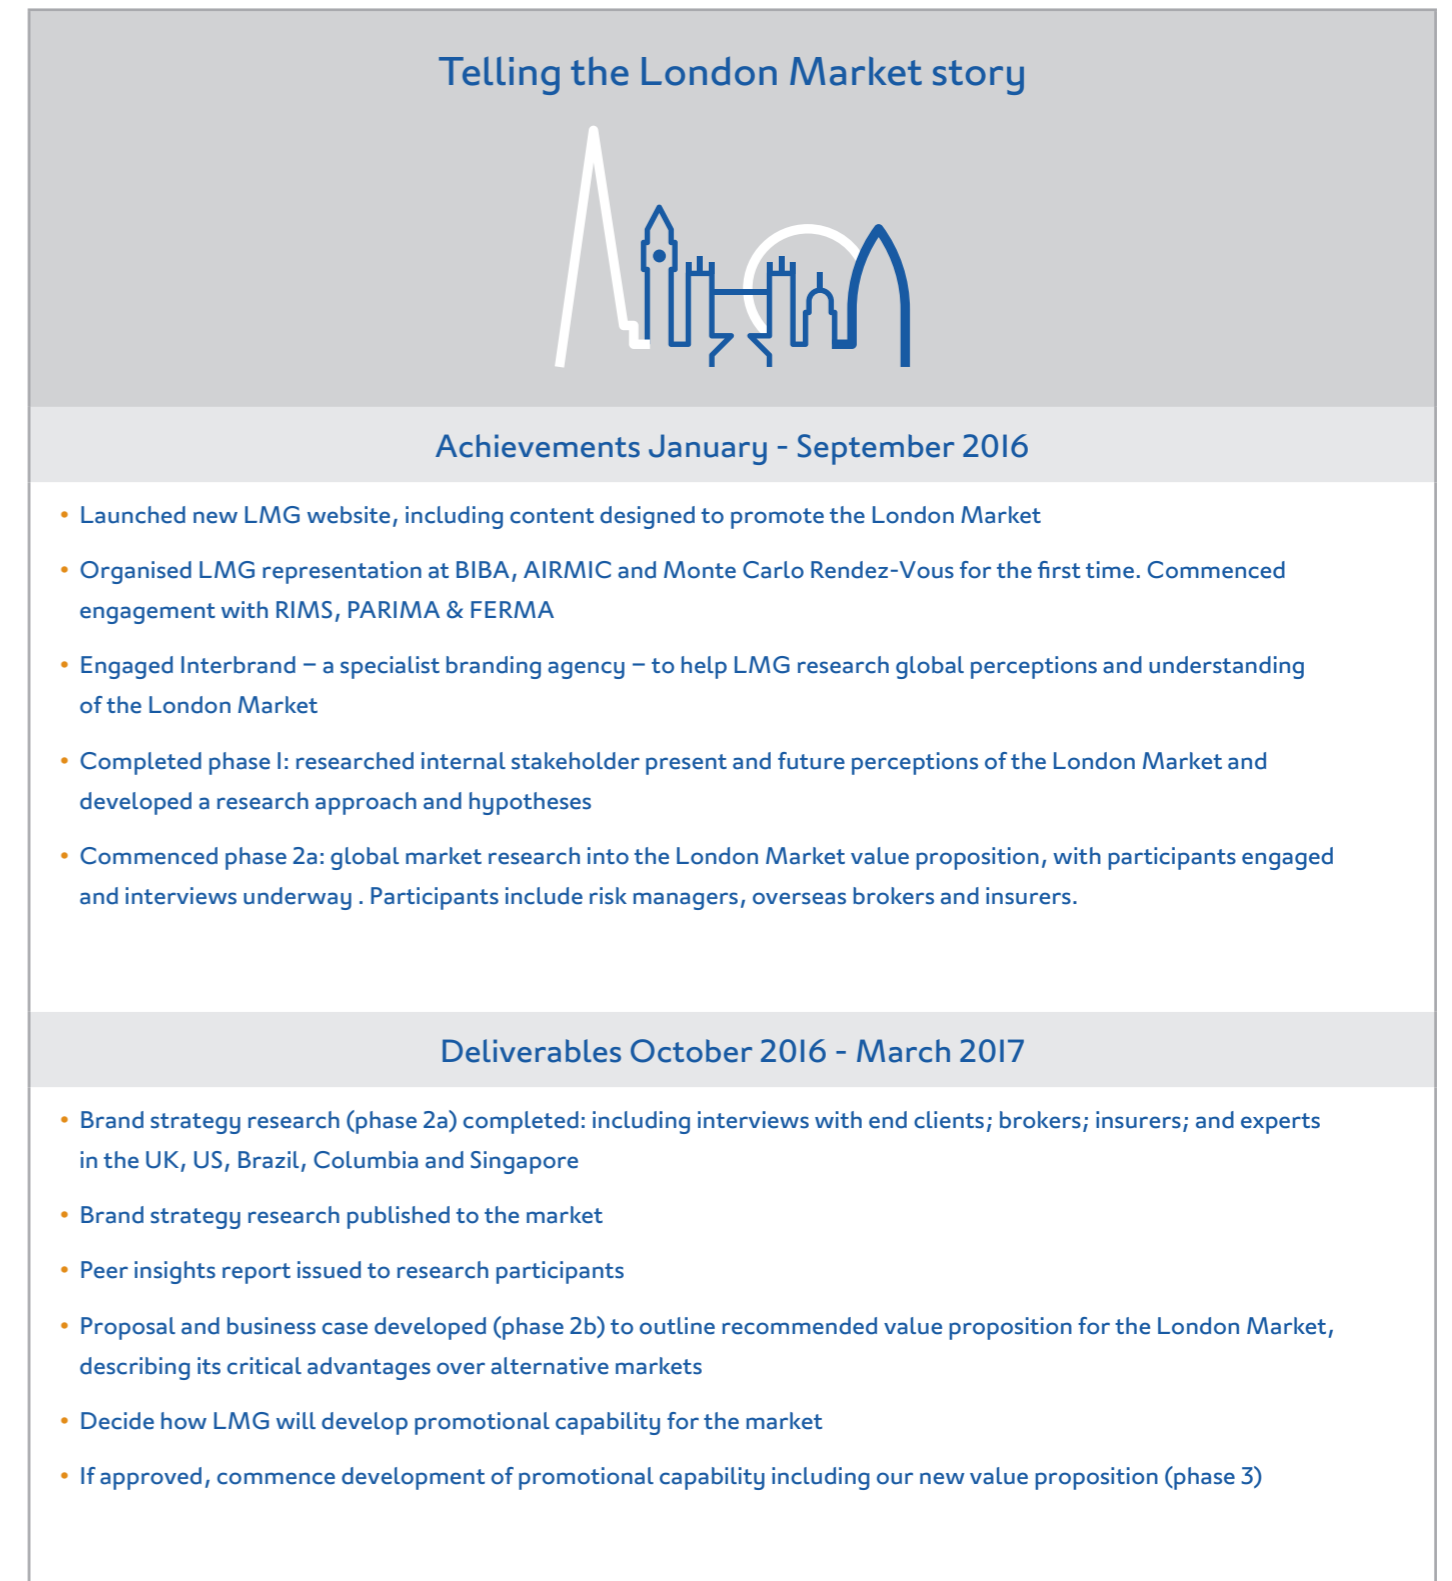 Telling the London Market story
Achievements January - September 2016
• Launched new LMG website, including content designed to promote the London Market
• Organised LMG representation at BIBA, AIRMIC and Monte Carlo Rendez-Vous for the first time. Commenced
engagement with RIMS, PARIMA & FERMA
• Engaged Interbrand – a specialist branding agency – to help LMG research global perceptions and understanding
of the London Market
• Completed phase 1: researched internal stakeholder present and future perceptions of the London Market and
developed a research approach and hypotheses
• Commenced phase 2a: global market research into the London Market value proposition, with participants engaged
and interviews underway . Participants include risk managers, overseas brokers and insurers.
Deliverables October 2016 - March 2017
• Brand strategy research (phase 2a) completed: including interviews with end clients; brokers; insurers; and experts
in the UK, US, Brazil, Columbia and Singapore
• Brand strategy research published to the market
• Peer insights report issued to research participants
• Proposal and business case developed (phase 2b) to outline recommended value proposition for the London Market,
describing its critical advantages over alternative markets
• Decide how LMG will develop promotional capability for the market
• If approved, commence development of promotional capability including our new value proposition (phase 3)